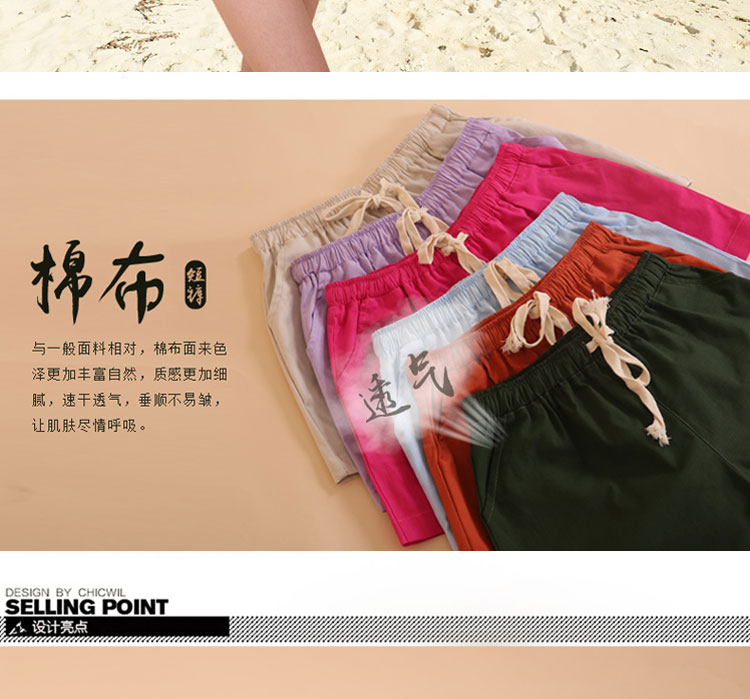 棉布
短裤
与一般面料相对，棉布面来色
泽更加丰富自然，质感更加细
腻，速干透气，垂顺不易皱，
让肌肤尽情呼吸。
透气
DESIGN BY CHICWIL
SELLING POINT
设计亮点